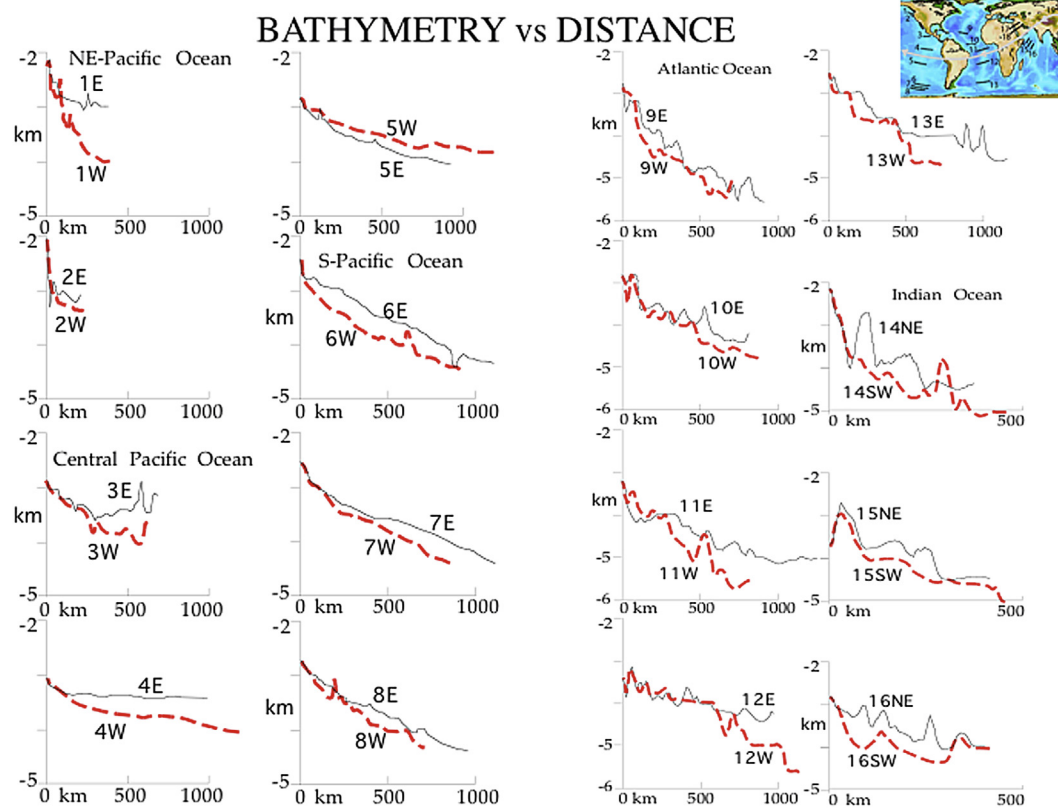 BATHYMETRY vs DISTANCE
NE-Pacific Ocean
-2
1E
km
1W
-5
0 km 500 1000
-2
2E
2W
-5
0 km 500 1000
-2
Central Pacific Ocean
3E
km
3W
-5
0 km 500 1000
-2
4E
4W
-5
0 km 500 1000
-2
5W
5E
-5
0 km 500 1000
-2
S-Pacific Ocean
km
6E
6W
-5
0 km 500 1000
-2
7E
7W
-5
0 km 500 1000
-2
km
8E
8W
-5
0 km 500 1000
-2
Atlantic Ocean
km
9E
9W
-5
-6
0 km 500 1000
-2
10E
10W
-5
-6
0 km 500 1000
-2
km
11E
11W
-5
-6
0 km 500 1000
-2
12E
12W
-5
-6
0 km 500 1000
-2
13E
13W
-5
-6
0 km 500 1000
-2
Indian Ocean
14NE
km
14SW
-5
0 km 500
-2
15NE
15SW
-5
0 km 500
-2
16NE
km
16SW
-5
0 km 500